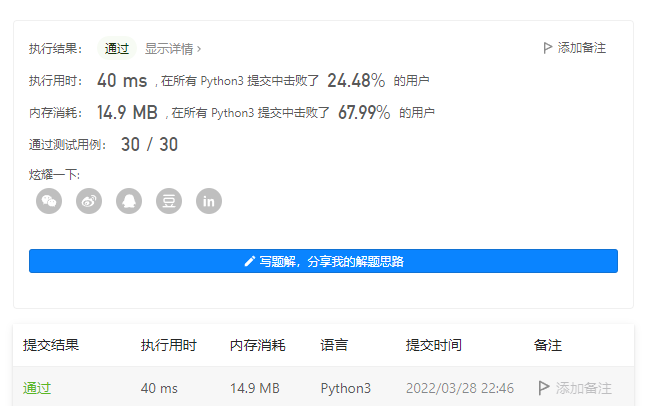 执行结果: 通过 显示详情 > 添加备注
执行用时: 40 ms , 在所有 Python3 提交中击败了 24.48% 的用户
内存消耗: 14.9 MB , 在所有 Python3 提交中击败了 67.99% 的用户
通过测试用例: 30 / 30
炫耀一下:
豆 in
写题解, 分享我的解题思路
提交结果 执行用时 内存消耗 语言 提交时间 备注
通过 40 ms 14.9 MB Python3 2022/03/28 22:46 添加备注